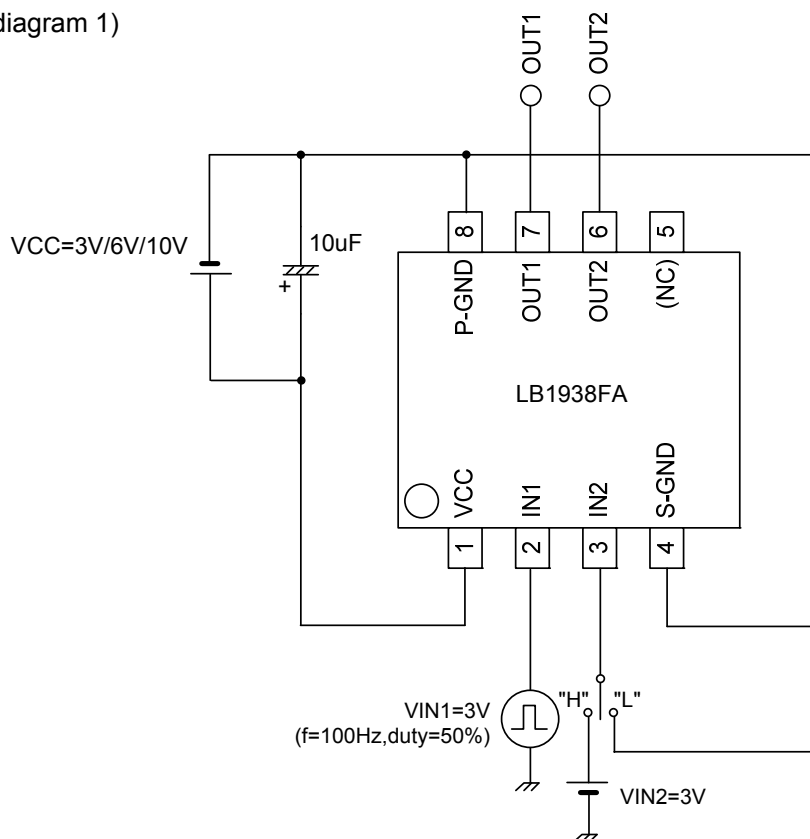 diagram 1)
OUT1
OUT2
VCC=3V/6V/10V
10uF
+
8
7
6
5
P-GND
OUT1
OUT2
(NC)
LB1938FA
VCC
IN1
IN2
S-GND
1
2
3
4
VIN1=3V
(f=100Hz,duty=50%)
"H"
"L"
VIN2=3V